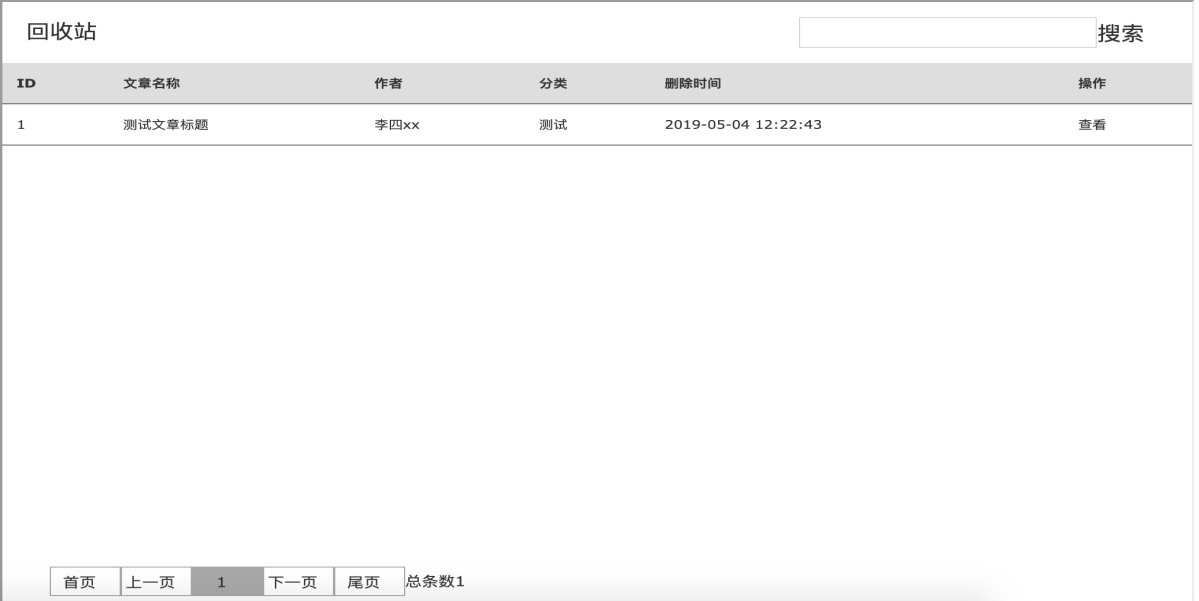 回收站 搜索
ID 文章名称 作者 分类 删除时间 操作
1 测试文章标题 李四xx 测试 2019-05-04 12:22:43 查看
首页 上一页 1 下一页 尾页 总条数1